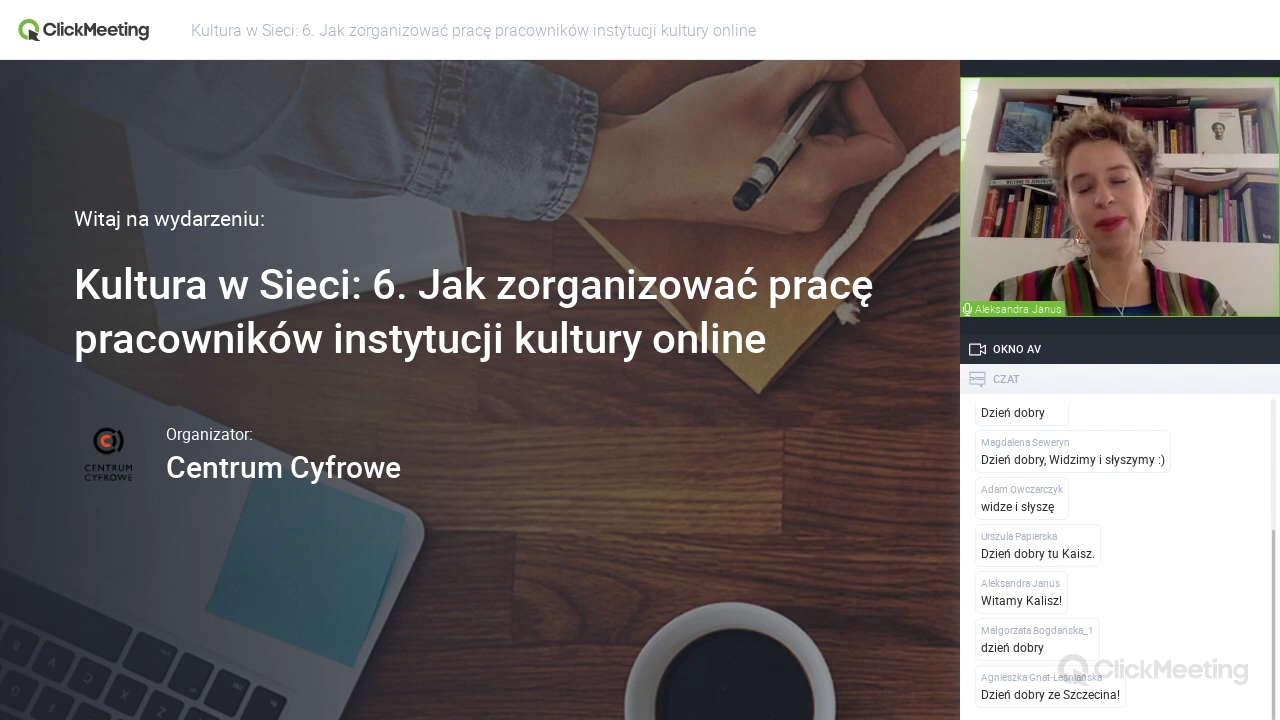 ClickMeeting
Kultura w Sieci: 6. Jak zorganizować pracę pracowników instytucji kultury online
Witaj na wydarzeniu:
Kultura w Sieci: 6. Jak zorganizować pracę
pracowników instytucji kultury online
Organizator:
Centrum Cyfrowe
CENTRUM
CYFROWE
Aleksandra Janus
OKNO AV
CZAT
Dzień dobry
Magdalena Seweryn
Dzień dobry, Widzimy i słyszymy :)
Adam Owczarczyk
widze i słyszę
Urszula Papierska
Dzień dobry tu Kaisz.
Aleksandra Janus
Witamy Kalisz!
Małgorzata Bogdańska_1
dzień dobry
Agnieszka Gnat-Leśniańska
Dzień dobry ze Szczecina!
ClickMeeting